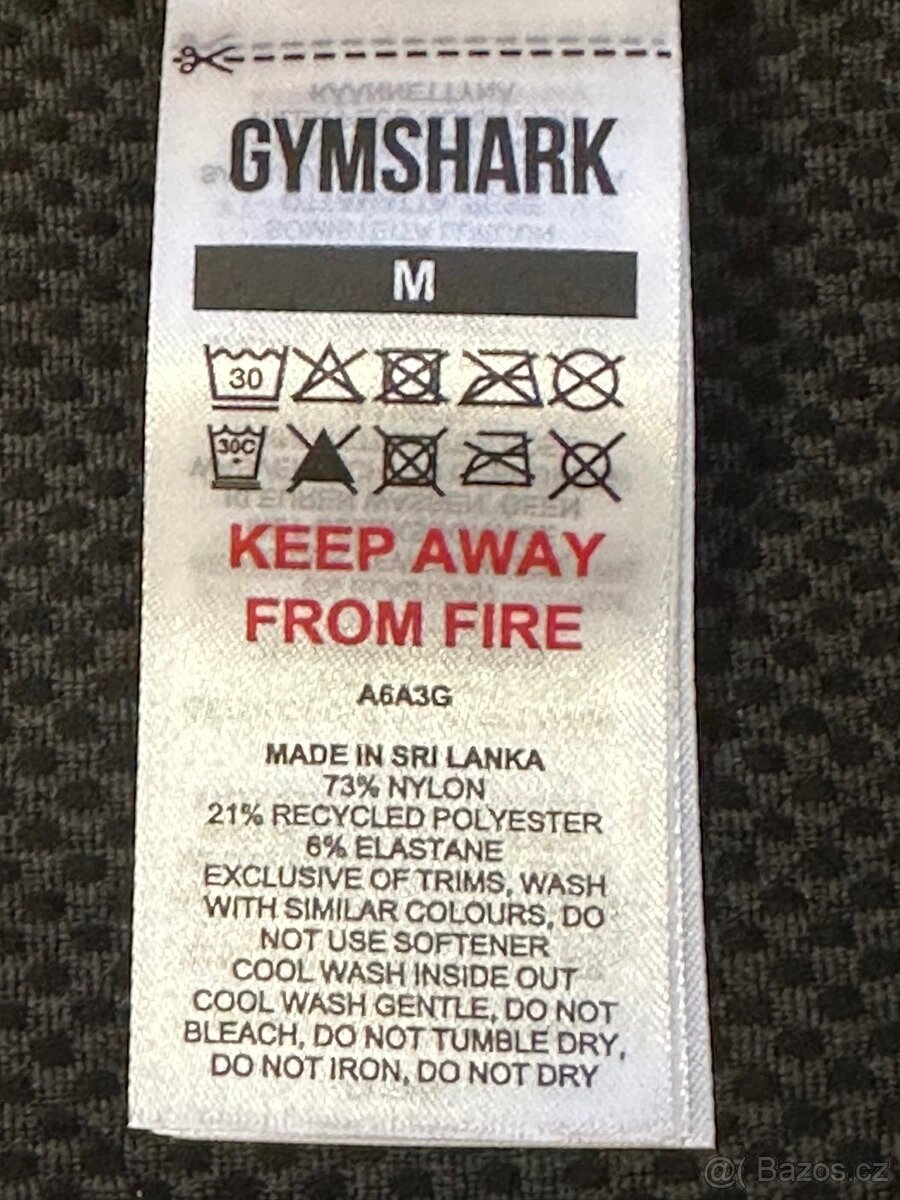 GYMSHARK
M
30
30C
KEEP AWAY
FROM FIRE
A6A3G
MADE IN SRI LANKA
73% NYLON
21% RECYCLED POLYESTER
6% ELASTANE
EXCLUSIVE OF TRIMS, WASH
WITH SIMILAR COLOURS, DO
NOT USE SOFTENER
COOL WASH INSIDE OUT
COOL WASH GENTLE, DO NOT
BLEACH, DO NOT TUMBLE DRY,
DO NOT IRON, DO NOT DRY
@( Bazos.cz